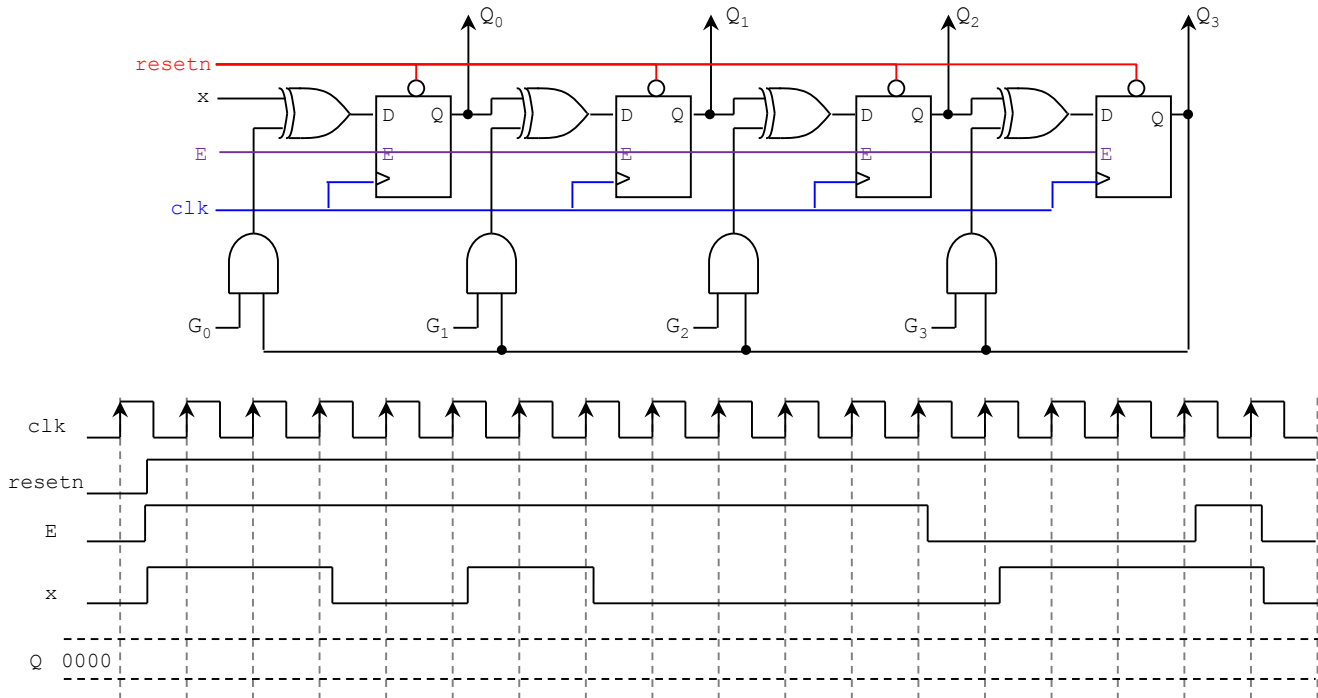 Q0 Q1 Q2 Q3
resetn
x
D Q D Q D Q D Q
E E E E E
clk
G0 G1 G2 G3
clk
resetn
E
x
Q 0000